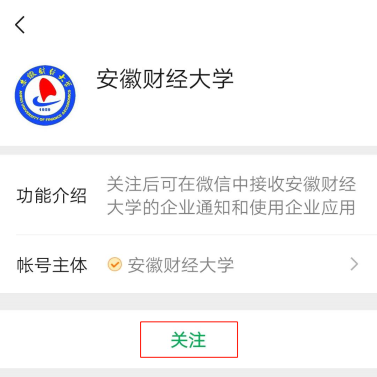 安徽财经大学
功能介绍
关注后可在微信中接收安徽财经
大学的企业通知和使用企业应用
帐号主体
安徽财经大学
关注